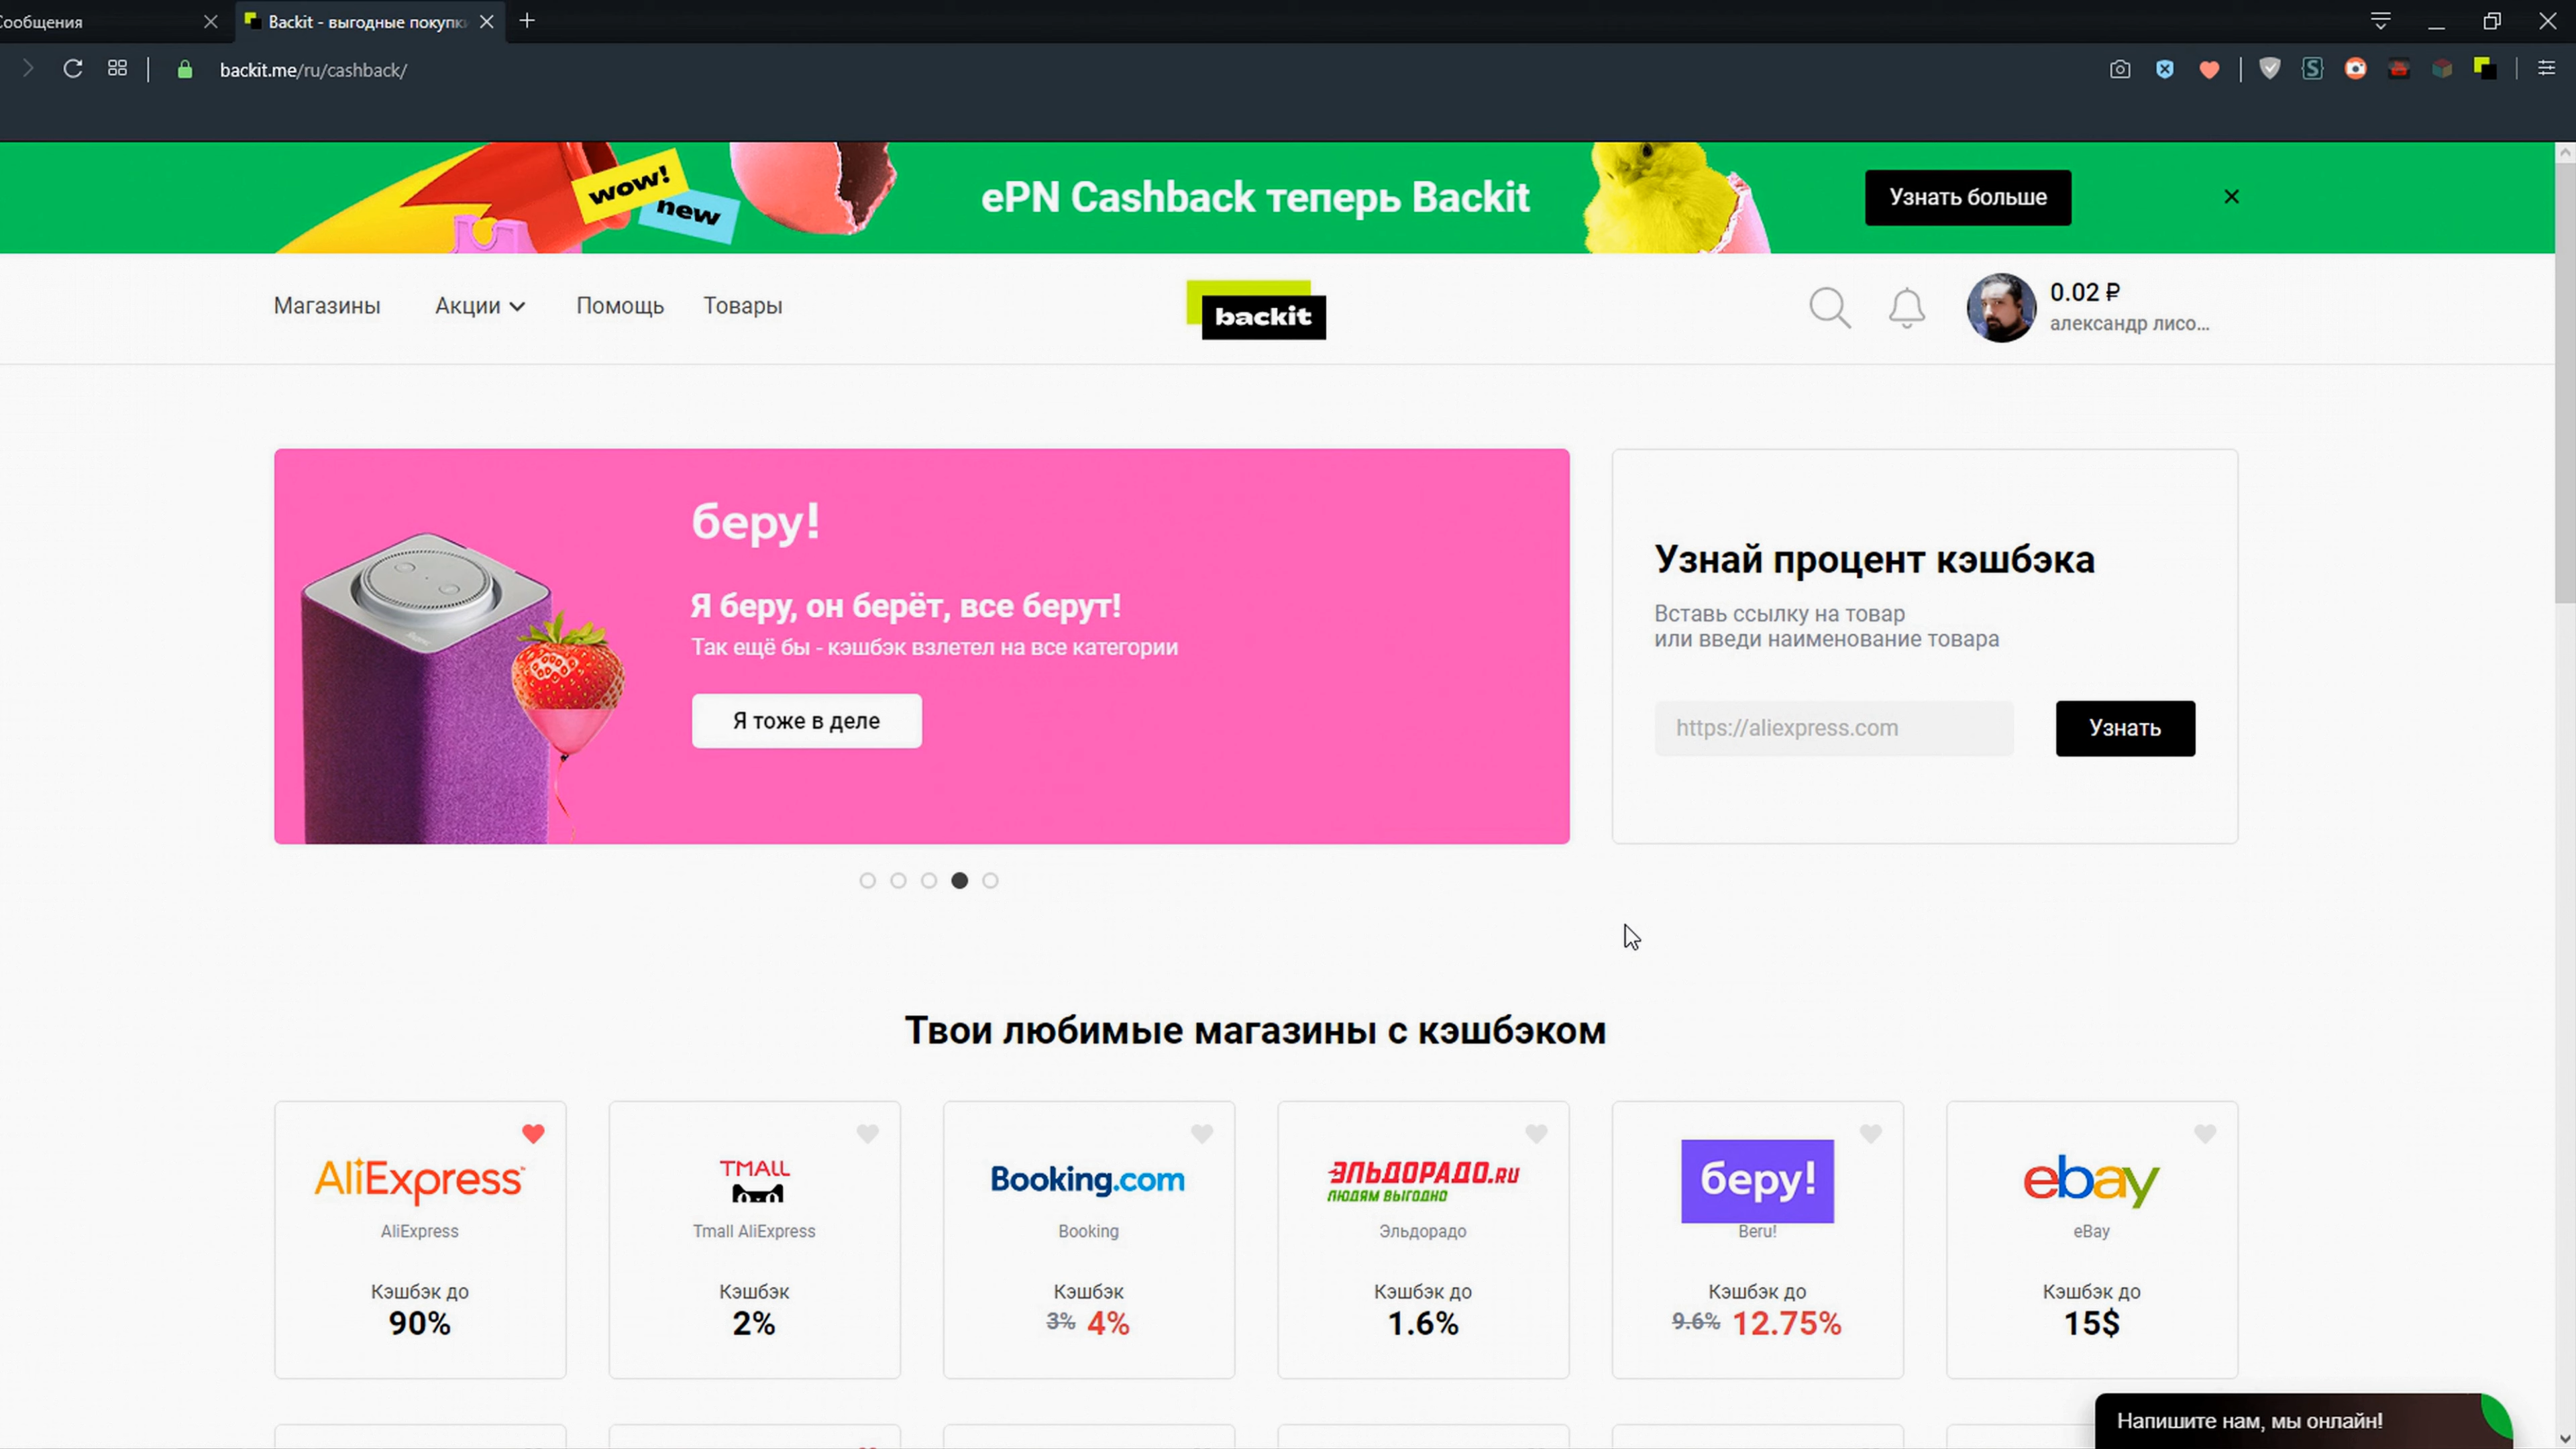 Сообщения
Backit - выгодные покупк
backit.me/ru/cashback/
wow!
new
ePN Cashback теперь Backit
Узнать больше
Магазины
Акции
Помощь
Товары
backit
0.02 ₽
александр лисо...
беру!
Я беру, он берёт, все берут!
Так ещё бы - кэшбэк взлетел на все категории
Я тоже в деле
Узнай процент кэшбэка
Вставь ссылку на товар
или введи наименование товара
https://aliexpress.com
Узнать
Твои любимые магазины с кэшбэком
AliExpress
AliExpress
Кэшбэк до
90%
TMALL
Tmall AliExpress
Кэшбэк
2%
Booking.com
Booking
Кэшбэк
3% 4%
ЭЛЬДОРАДО.RU
ЛЮДЯМ ВЫГОДНО
Эльдорадо
Кэшбэк до
1.6%
беру!
Beru!
Кэшбэк до
9.6% 12.75%
ebay
eBay
Кэшбэк до
15$
Напишите нам, мы онлайн!